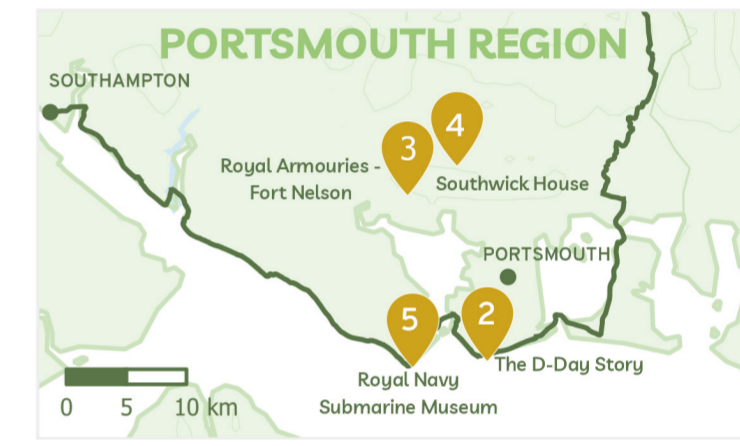 PORTSMOUTH REGION
SOUTHAMPTON
4
3
Royal Armouries -
Fort Nelson
Southwick House
PORTSMOUTH
5
2
The D-Day Story
Royal Navy
Submarine Museum
0 5 10 km